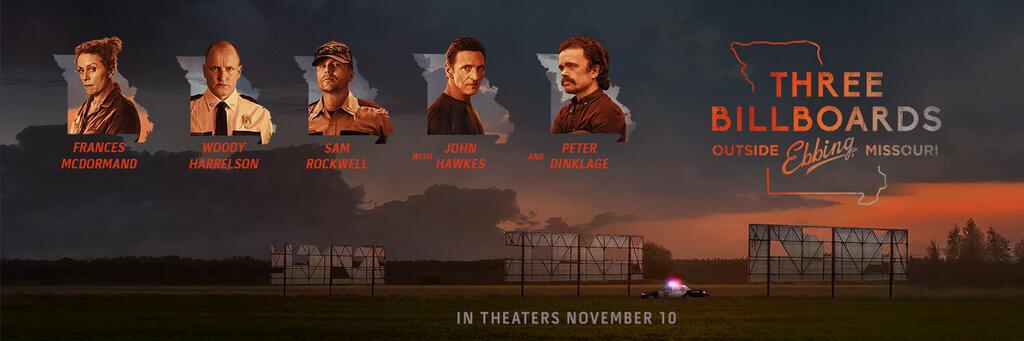 FRANCES
MCDORMAND
WOODY
HARRELSON
SAM
ROCKWELL
WITH JOHN
HAWKES
AND PETER
DINKLAGE
THREE
BILLBOARDS
OUTSIDE Ebbing, MISSOURI
IN THEATERS NOVEMBER 10